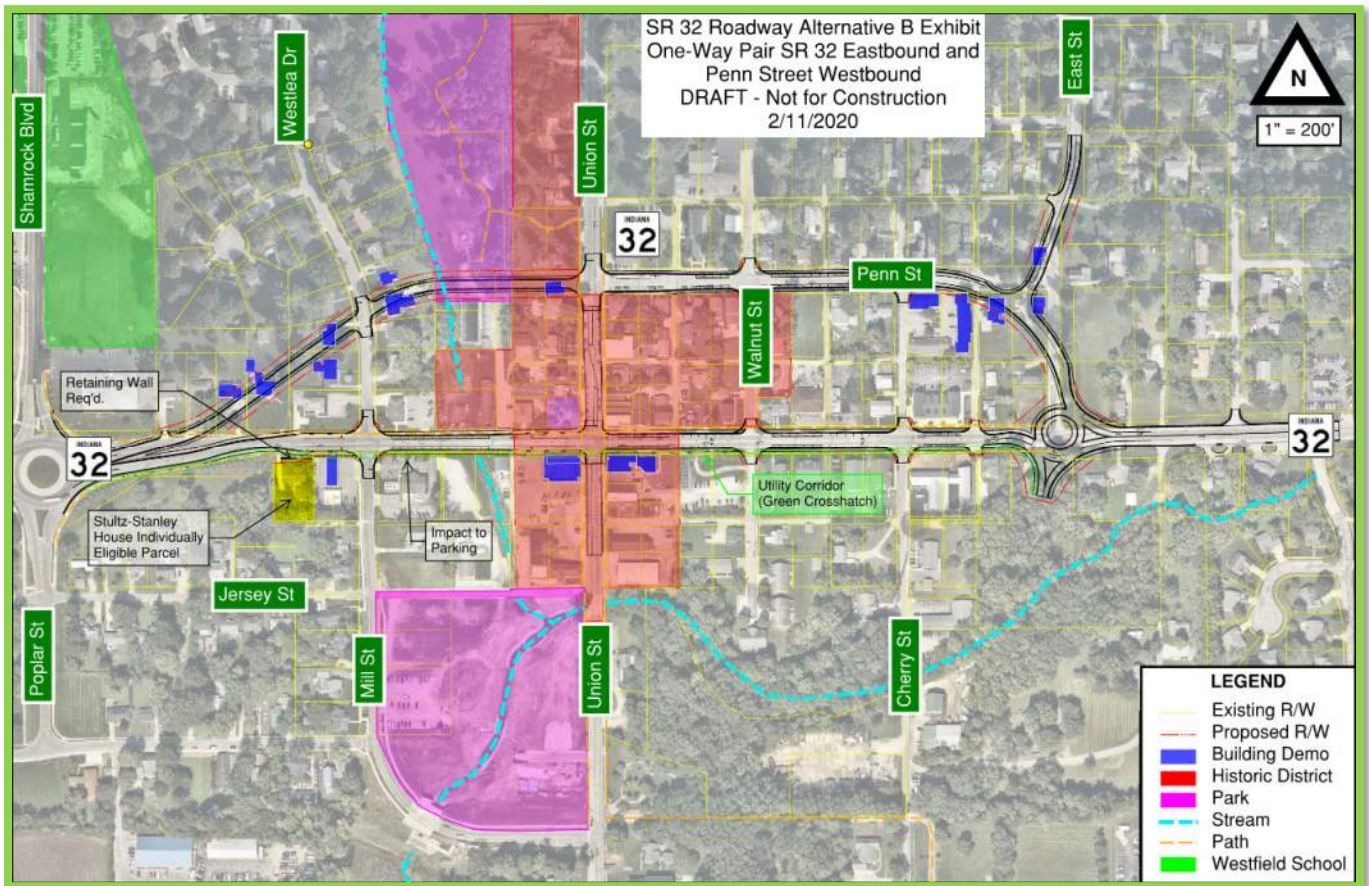 SR 32 Roadway Alternative B Exhibit
One-Way Pair SR 32 Eastbound and
Penn Street Westbound
DRAFT - Not for Construction
2/11/2020
N
1" = 200'
Shamrock Blvd
Westlea Dr
Union St
East St
INDIANA
32
Penn St
Walnut St
Retaining Wall
Req'd.
INDIANA
32
INDIANA
32
Utility Corridor
(Green Crosshatch)
Stultz-Stanley
House Individually
Eligible Parcel
Impact to
Parking
Jersey St
Poplar St
Mill St
Union St
Cherry St
LEGEND
Existing R/W
Proposed R/W
Building Demo
Historic District
Park
Stream
Path
Westfield School